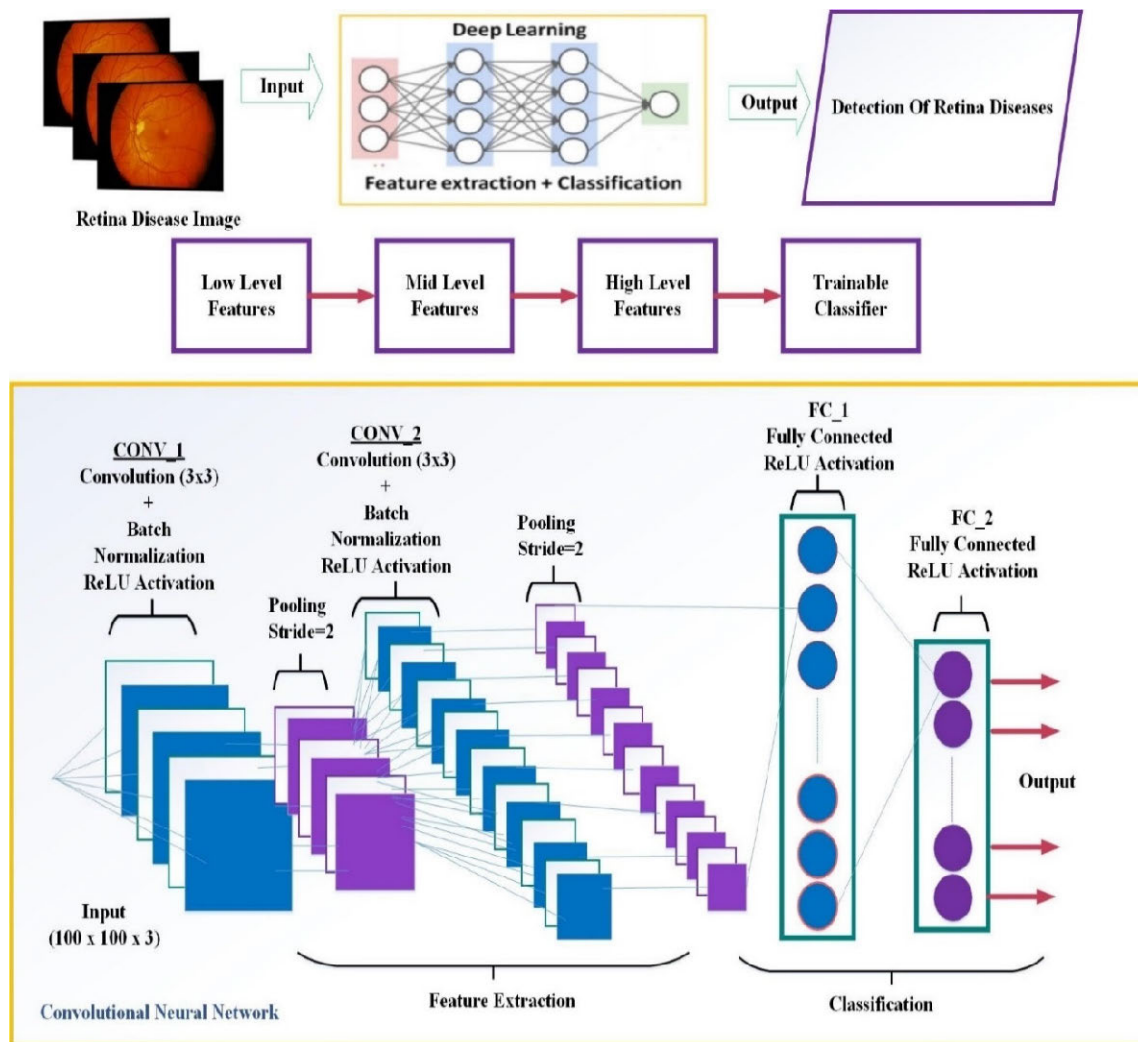 Deep Learning
Input
Output
Detection Of Retina Diseases
Feature extraction + Classification
Retina Disease Image
Low Level
Features
Mid Level
Features
High Level
Features
Trainable
Classifier
CONV_1
Convolution (3x3)
+
Batch
Normalization
ReLU Activation
Pooling
Stride=2
CONV_2
Convolution (3x3)
+
Batch
Normalization
ReLU Activation
Pooling
Stride=2
FC_1
Fully Connected
ReLU Activation
FC_2
Fully Connected
ReLU Activation
Output
Input
(100 x 100 x 3)
Feature Extraction
Classification
Convolutional Neural Network